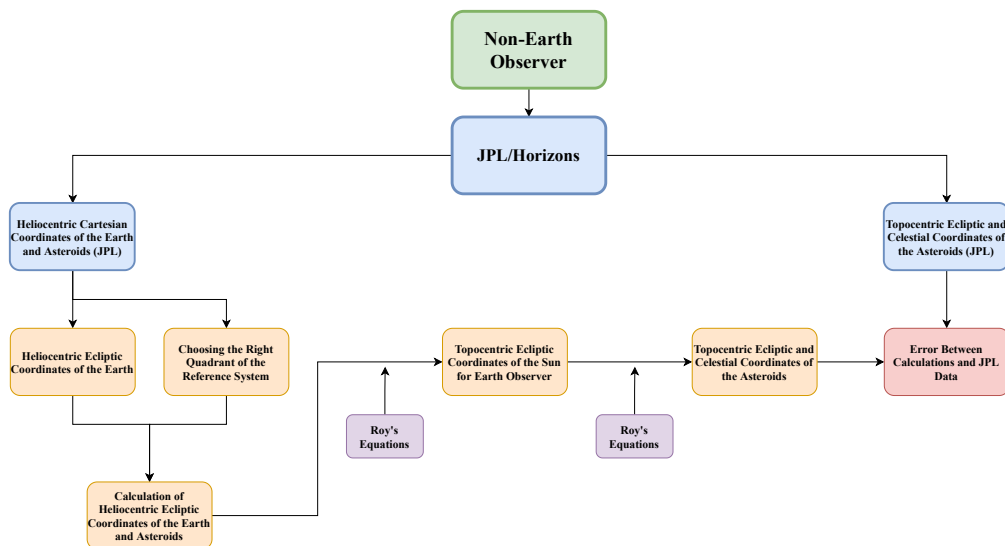 Non-Earth
Observer
JPL/Horizons
Heliocentric Cartesian
Coordinates of the Earth
and Asteroids (JPL)
Topocentric Ecliptic and
Celestial Coordinates of
the Asteroids (JPL)
Heliocentric Ecliptic
Coordinates of the Earth
Choosing the Right
Quadrant of the
Reference System
Topocentric Ecliptic
Coordinates of the Sun
for Earth Observer
Topocentric Ecliptic and
Celestial Coordinates of
the Asteroids
Error Between
Calculations and JPL
Data
Roy's
Equations
Roy's
Equations
Calculation of
Heliocentric Ecliptic
Coordinates of the Earth
and Asteroids